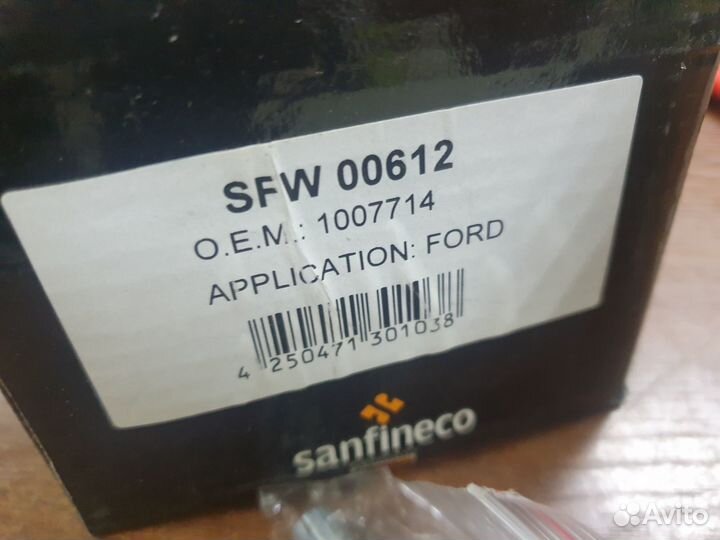 SFW 00612
O.E.M.: 1007714
APPLICATION: FORD
4 250471 301038
sanfineco
Avito